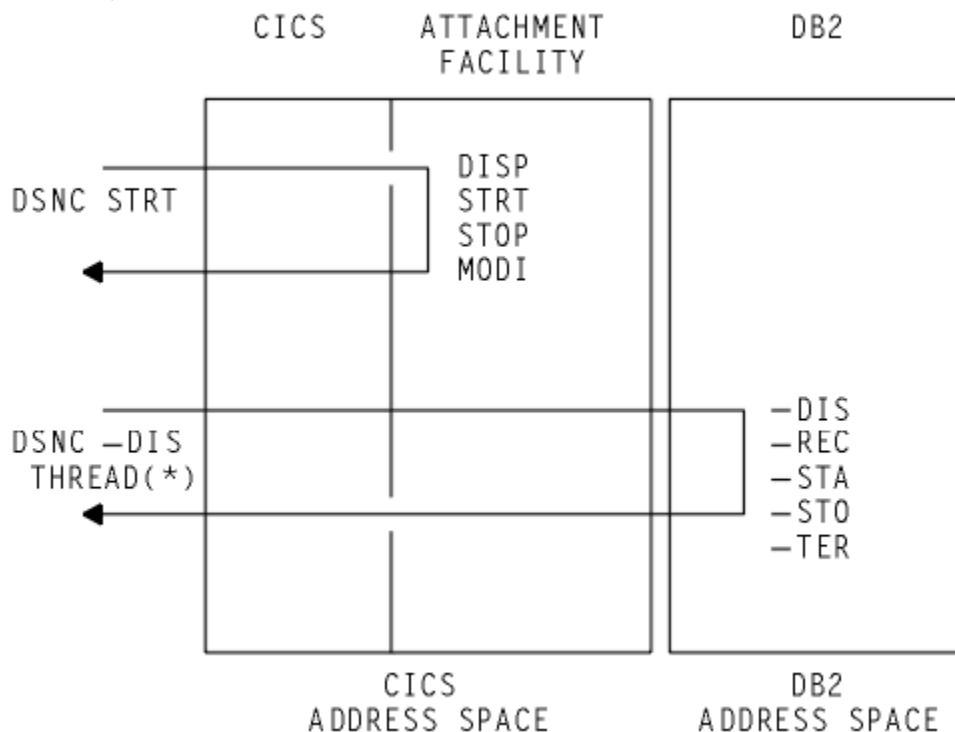 CICS
ATTACHMENT
FACILITY
DB2
DSNC STRT
DISP
STRT
STOP
MODI
DSNC —DIS
THREAD(*)
—DIS
—REC
—STA
—STO
—TER
CICS
ADDRESS SPACE
DB2
ADDRESS SPACE